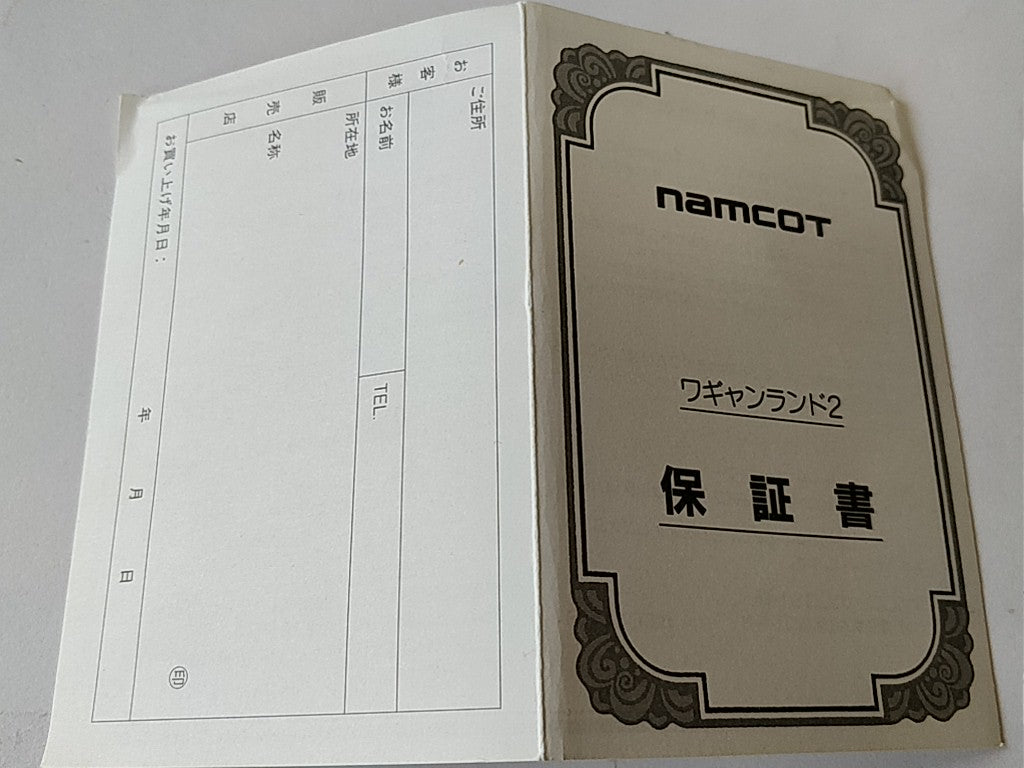 namcot
ワギャンランド2
保証書
お客様
ご住所
お名前
TEL.
販売店
所在地
名称
印
お買い上げ年月日：
年 月 日